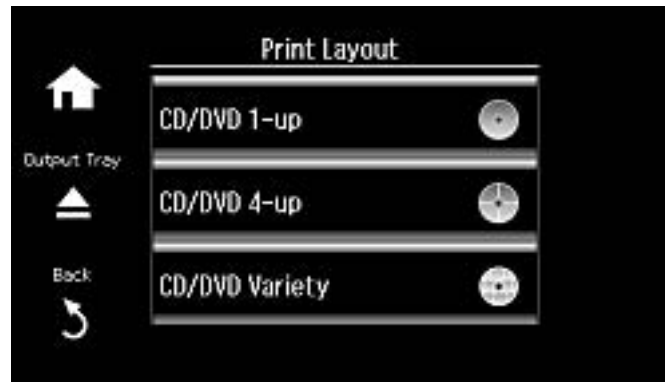 Print Layout
CD/DVD 1-up
Output Tray
CD/DVD 4-up
Back
CD/DVD Variety